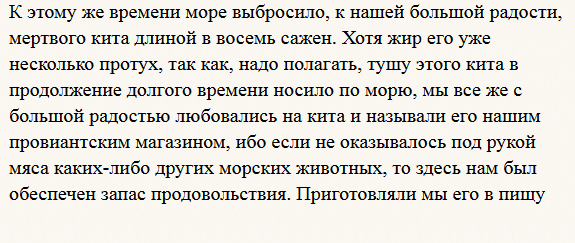 К этому же времени море выбросило, к нашей большой радости,
мертвого кита длиной в восемь сажен. Хотя жир его уже
несколько протух, так как, надо полагать, тушу этого кита в
продолжение долгого времени носило по морю, мы все же с
большой радостью любовались на кита и называли его нашим
провиантским магазином, ибо если не оказывалось под рукой
мяса каких-либо других морских животных, то здесь нам был
обеспечен запас продовольствия. Приготовляли мы его в пищу